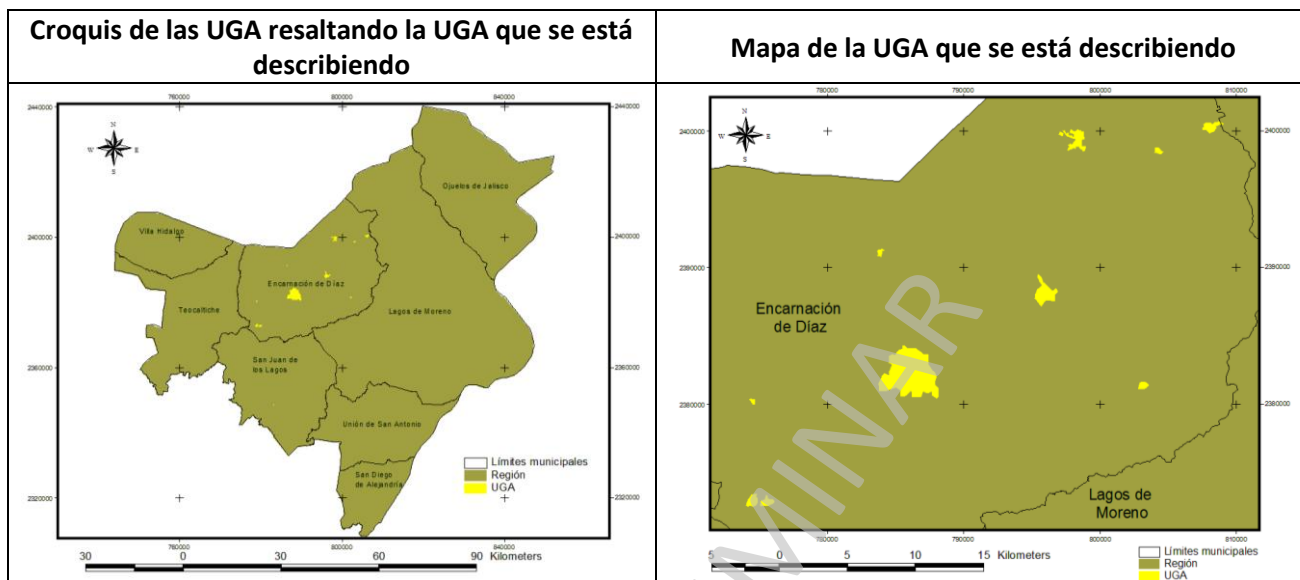 Croquis de las UGA resaltando la UGA que se está
describiendo
Mapa de la UGA que se está describiendo
760000
800000
840000
2440000
2440000
N
W
E
S
Ojuelos de Jalisco
Villa Hidalgo
2400000
2400000
Encarnación de Díaz
Teocaltiche
Lagos de Moreno
San Juan de
los Lagos
2360000
2360000
Unión de San Antonio
San Diego
de Alejandría
Límites municipales
Región
UGA
2320000
2320000
760000
800000
840000
30
0
30
60
90 Kilometers
780000
790000
800000
810000
2400000
2400000
N
W
E
S
2390000
2390000
Encarnación
de Díaz
2380000
2380000
Lagos de
Moreno
780000
790000
800000
810000
5
0
5
10
15 Kilometers
Límites municipales
Región
UGA
MINAR